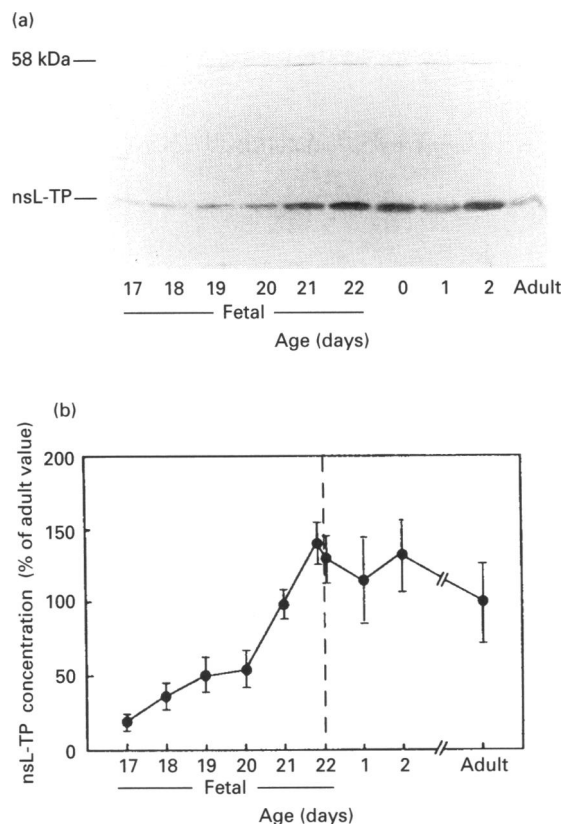 (a)
58 kDa
nsL-TP
17 18 19 20 21 22 0 1 2 Adult
Fetal
Age (days)
(b)
nsL-TP concentration (% of adult value)
200
150
100
50
0
17 18 19 20 21 22 1 2 Adult
Fetal
Age (days)